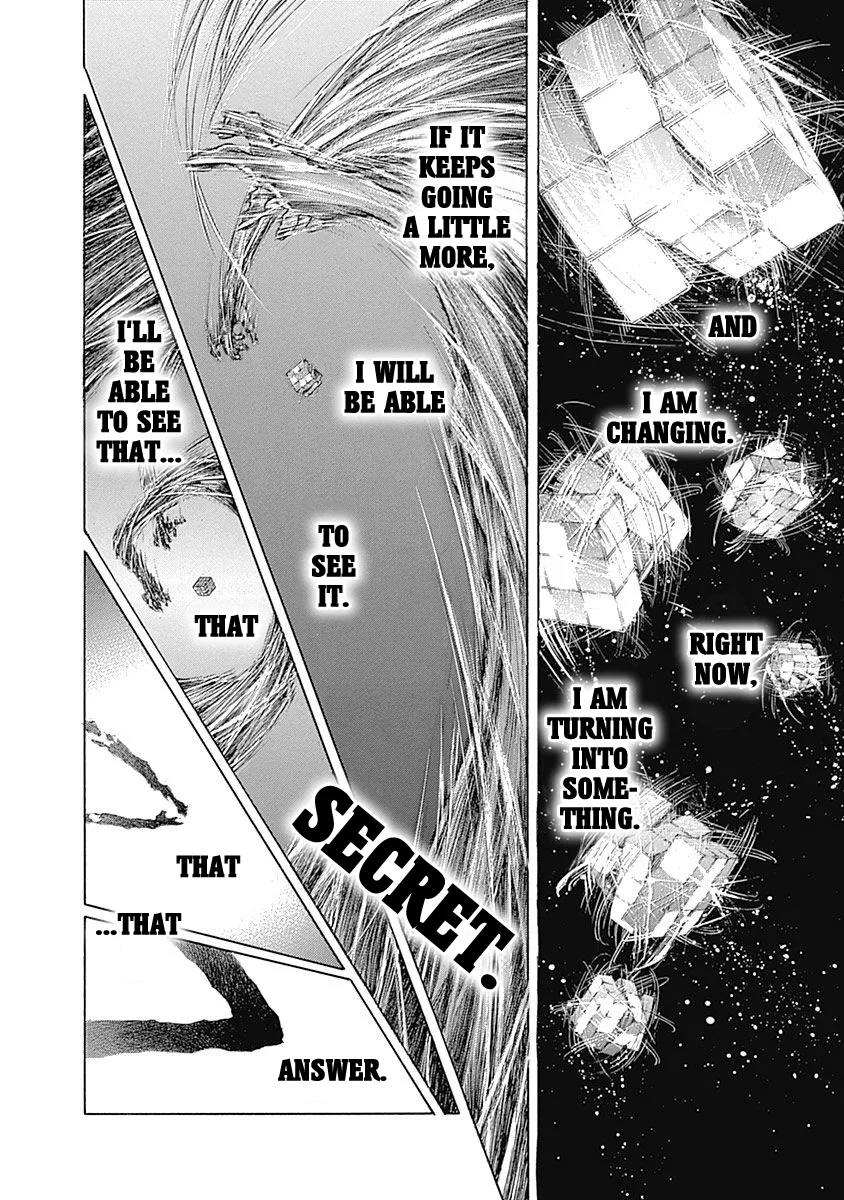 AND
I AM
CHANGING.
RIGHT
NOW,
I AM
TURNING
INTO
SOME-
THING.
IF IT
KEEPS
GOING
A LITTLE
MORE,
I WILL
BE ABLE
TO
SEE
IT.
SECRET.
I'LL
BE
ABLE
TO SEE
THAT...
THAT
THAT
...THAT
ANSWER.